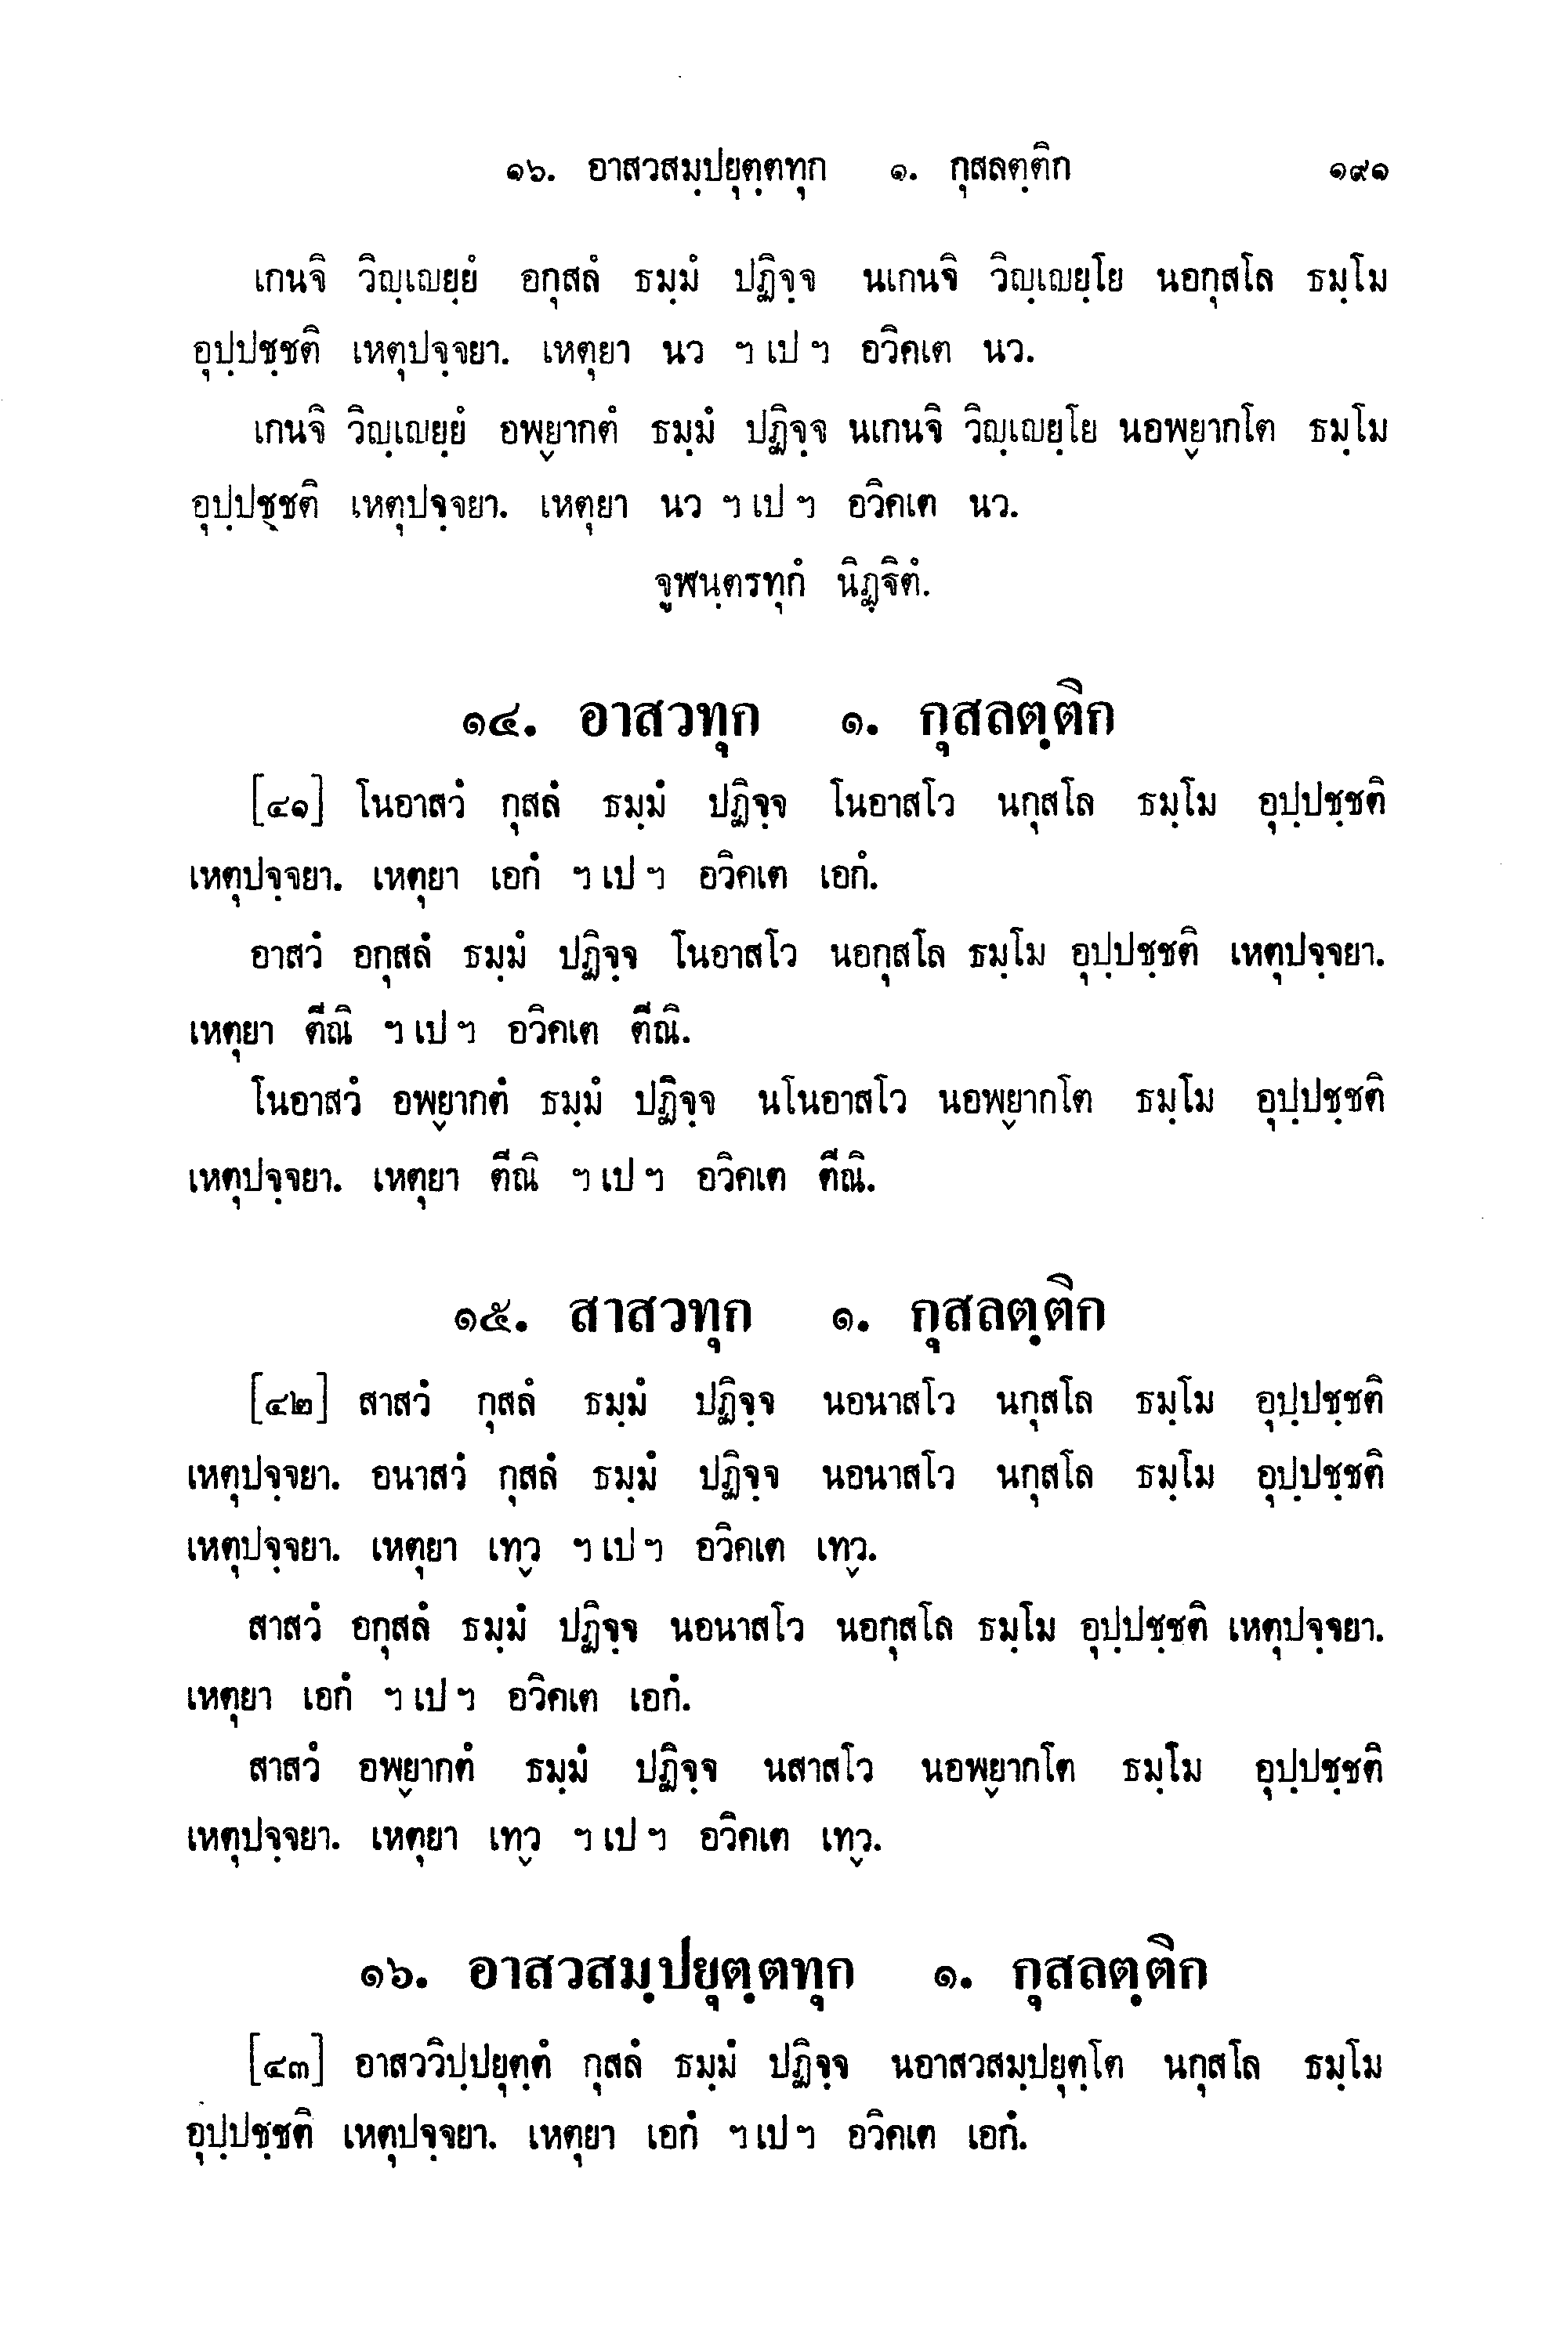 ๑๖. อาสวสมฺปยุตฺตทุก ๑. กุสลตฺติก ๑๙๑
เกนจิ วิญฺเญยฺยํ อกุสลํ ธมฺมํ ปฏิจฺจ นเกนจิ วิญฺเญยฺโย นอกุสโล ธมฺโม
อุปฺปชฺชติ เหตุปจฺจยา. เหตุยา นว ฯ เป ฯ อวิคเต นว.
เกนจิ วิญฺเญยฺยํ อพฺยากตํ ธมฺมํ ปฏิจฺจ นเกนจิ วิญฺเญยฺโย นอพฺยากโต ธมฺโม
อุปฺปชฺชติ เหตุปจฺจยา. เหตุยา นว ฯ เป ฯ อวิคเต นว.
จูฬนฺตรทุกํ นิฏฺฐิตํ.
๑๔. อาสวทุก ๑. กุสลตฺติก
[๔๑] โนอาสวํ กุสลํ ธมฺมํ ปฏิจฺจ โนอาสโว นกุสโล ธมฺโม อุปฺปชฺชติ
เหตุปจฺจยา. เหตุยา เอกํ ฯ เป ฯ อวิคเต เอกํ.
อาสวํ อกุสลํ ธมฺมํ ปฏิจฺจ โนอาสโว นอกุสโล ธมฺโม อุปฺปชฺชติ เหตุปจฺจยา.
เหตุยา ตีณิ ฯ เป ฯ อวิคเต ตีณิ.
โนอาสวํ อพฺยากตํ ธมฺมํ ปฏิจฺจ นโนอาสโว นอพฺยากโต ธมฺโม อุปฺปชฺชติ
เหตุปจฺจยา. เหตุยา ตีณิ ฯ เป ฯ อวิคเต ตีณิ.
๑๕. สาสวทุก ๑. กุสลตฺติก
[๔๒] สาสวํ กุสลํ ธมฺมํ ปฏิจฺจ นอนาสโว นกุสโล ธมฺโม อุปฺปชฺชติ
เหตุปจฺจยา. อนาสวํ กุสลํ ธมฺมํ ปฏิจฺจ นอนาสโว นกุสโล ธมฺโม อุปฺปชฺชติ
เหตุปจฺจยา. เหตุยา เทฺว ฯ เป ฯ อวิคเต เทฺว.
สาสวํ อกุสลํ ธมฺมํ ปฏิจฺจ นอนาสโว นอกุสโล ธมฺโม อุปฺปชฺชติ เหตุปจฺจยา.
เหตุยา เอกํ ฯ เป ฯ อวิคเต เอกํ.
สาสวํ อพฺยากตํ ธมฺมํ ปฏิจฺจ นสาสโว นอพฺยากโต ธมฺโม อุปฺปชฺชติ
เหตุปจฺจยา. เหตุยา เทฺว ฯ เป ฯ อวิคเต เทฺว.
๑๖. อาสวสมฺปยุตฺตทุก ๑. กุสลตฺติก
[๔๓] อาสววิปฺปยุตฺตํ กุสลํ ธมฺมํ ปฏิจฺจ นอาสวสมฺปยุตฺโต นกุสโล ธมฺโม
อุปฺปชฺชติ เหตุปจฺจยา. เหตุยา เอกํ ฯ เป ฯ อวิคเต เอกํ.